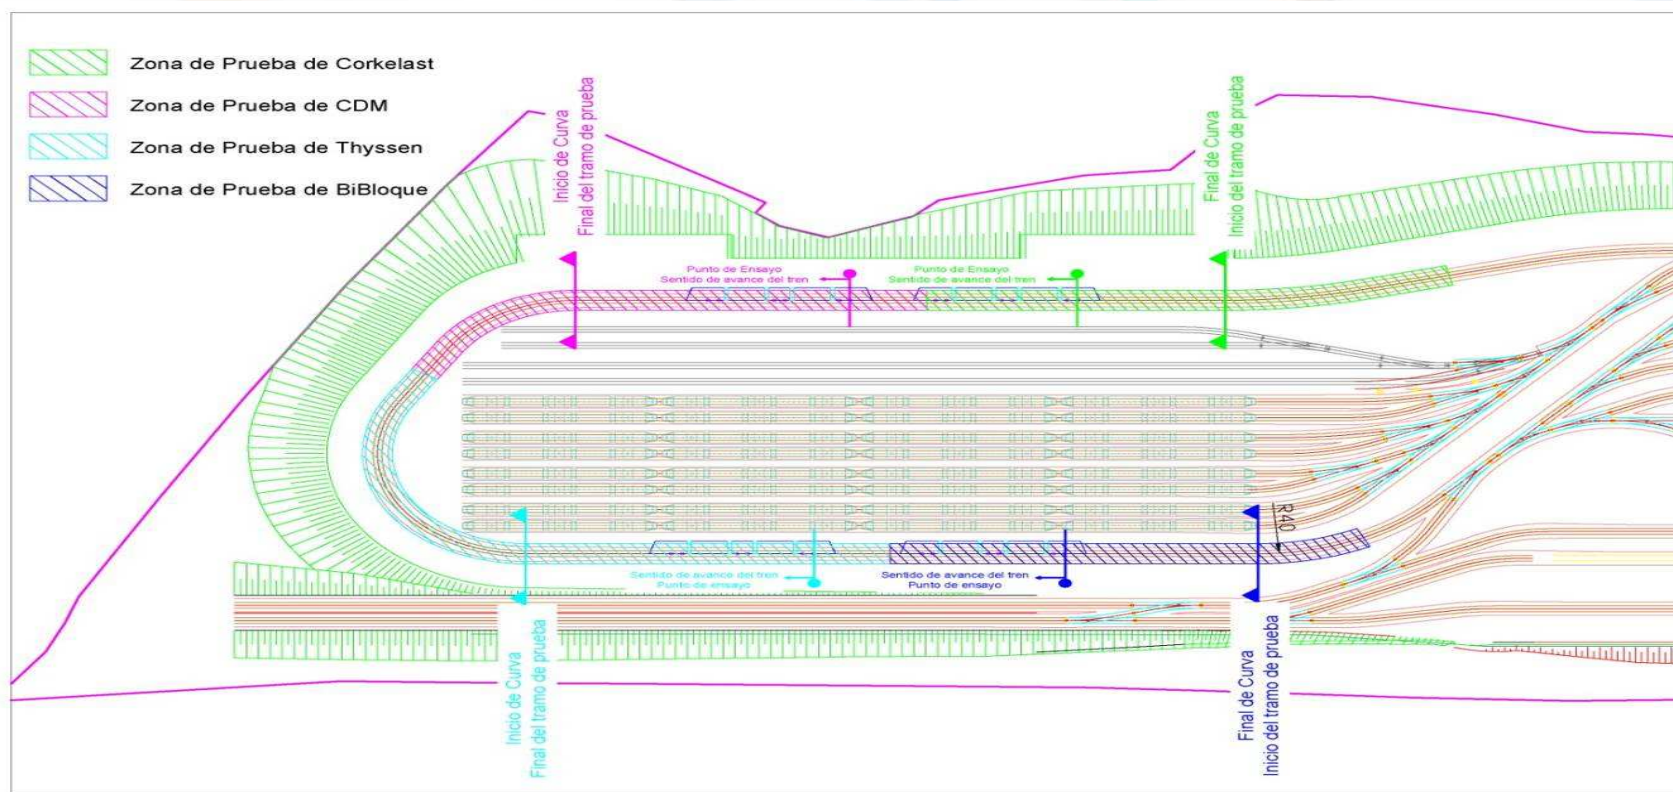 Zona de Prueba de Corkelast
Zona de Prueba de CDM
Zona de Prueba de Thyssen
Zona de Prueba de BiBloque
Inicio de Curva
Final del tramo de prueba
Final de Curva
Inicio del tramo de prueba
Punto de Ensayo
Sentido de avance del tren
Punto de Ensayo
Sentido de avance del tren
R40
Sentido de avance del tren
Punto de ensayo
Sentido de avance del tren
Punto de ensayo
Inicio de Curva
Final del tramo de prueba
Final de Curva
Inicio del tramo de prueba